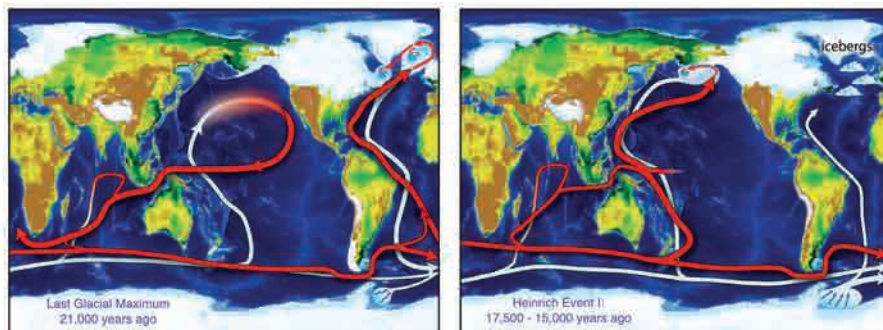 Last Glacial Maximum
21,000 years ago
icebergs
Heinrich Event I:
17,500 - 15,000 years ago